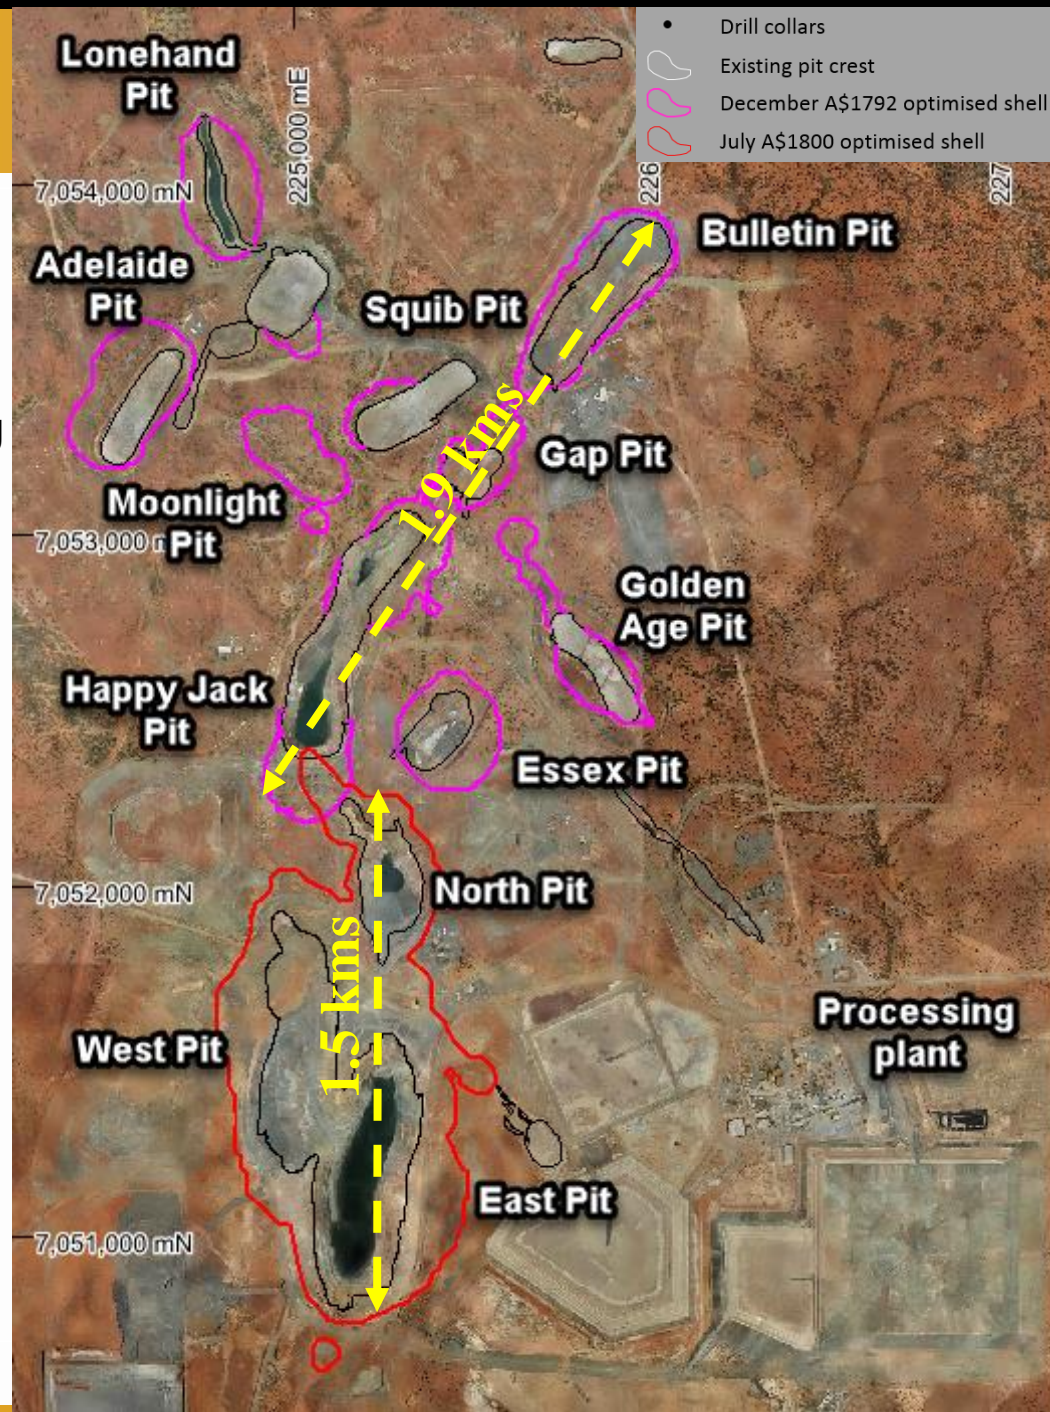 Drill collars
Existing pit crest
December A$1792 optimised shell
July A$1800 optimised shell
Lonehand
Pit
225,000 mE
226
227
7,054,000 mN
Bulletin Pit
Adelaide
Pit
Squib Pit
1.9 kms
Gap Pit
Moonlight
Pit
7,053,000
Golden
Age Pit
Happy Jack
Pit
Essex Pit
7,052,000 mN
North Pit
1.5 kms
West Pit
Processing
plant
East Pit
7,051,000 mN